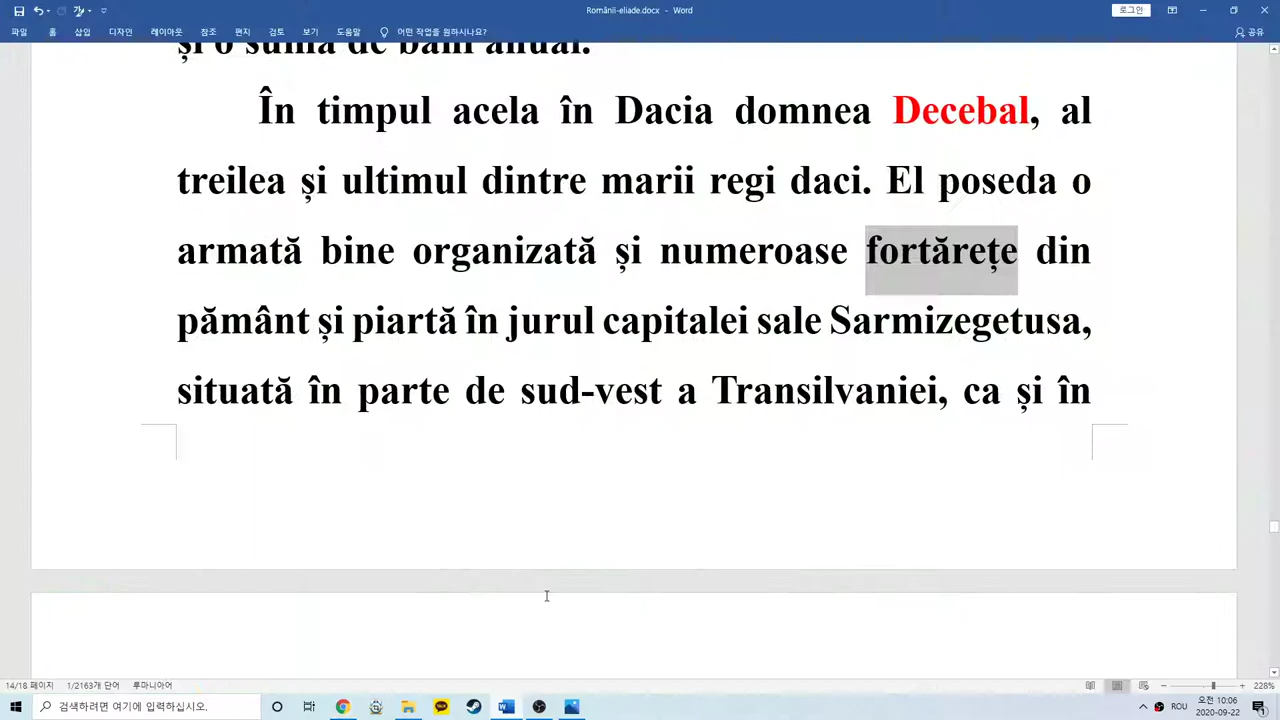 Românii-eliade.docx - Word
로그인
파일 홈 삽입 디자인 레이아웃 참조 편지 검토 보기 도움말 어떤 작업을 원하시나요? 공유
și o sumă de bani anual.
În timpul acela în Dacia domnea Decebal, al
treilea și ultimul dintre marii regi daci. El poseda o
armată bine organizată și numeroase fortărețe din
pământ și piartă în jurul capitalei sale Sarmizegetusa,
situată în parte de sud-vest a Transilvaniei, ca și în
14/18 페이지 1/2163개 단어 루마니아어 228%
검색하려면 여기에 입력하십시오. ROU 오전 10:06
2020-09-22